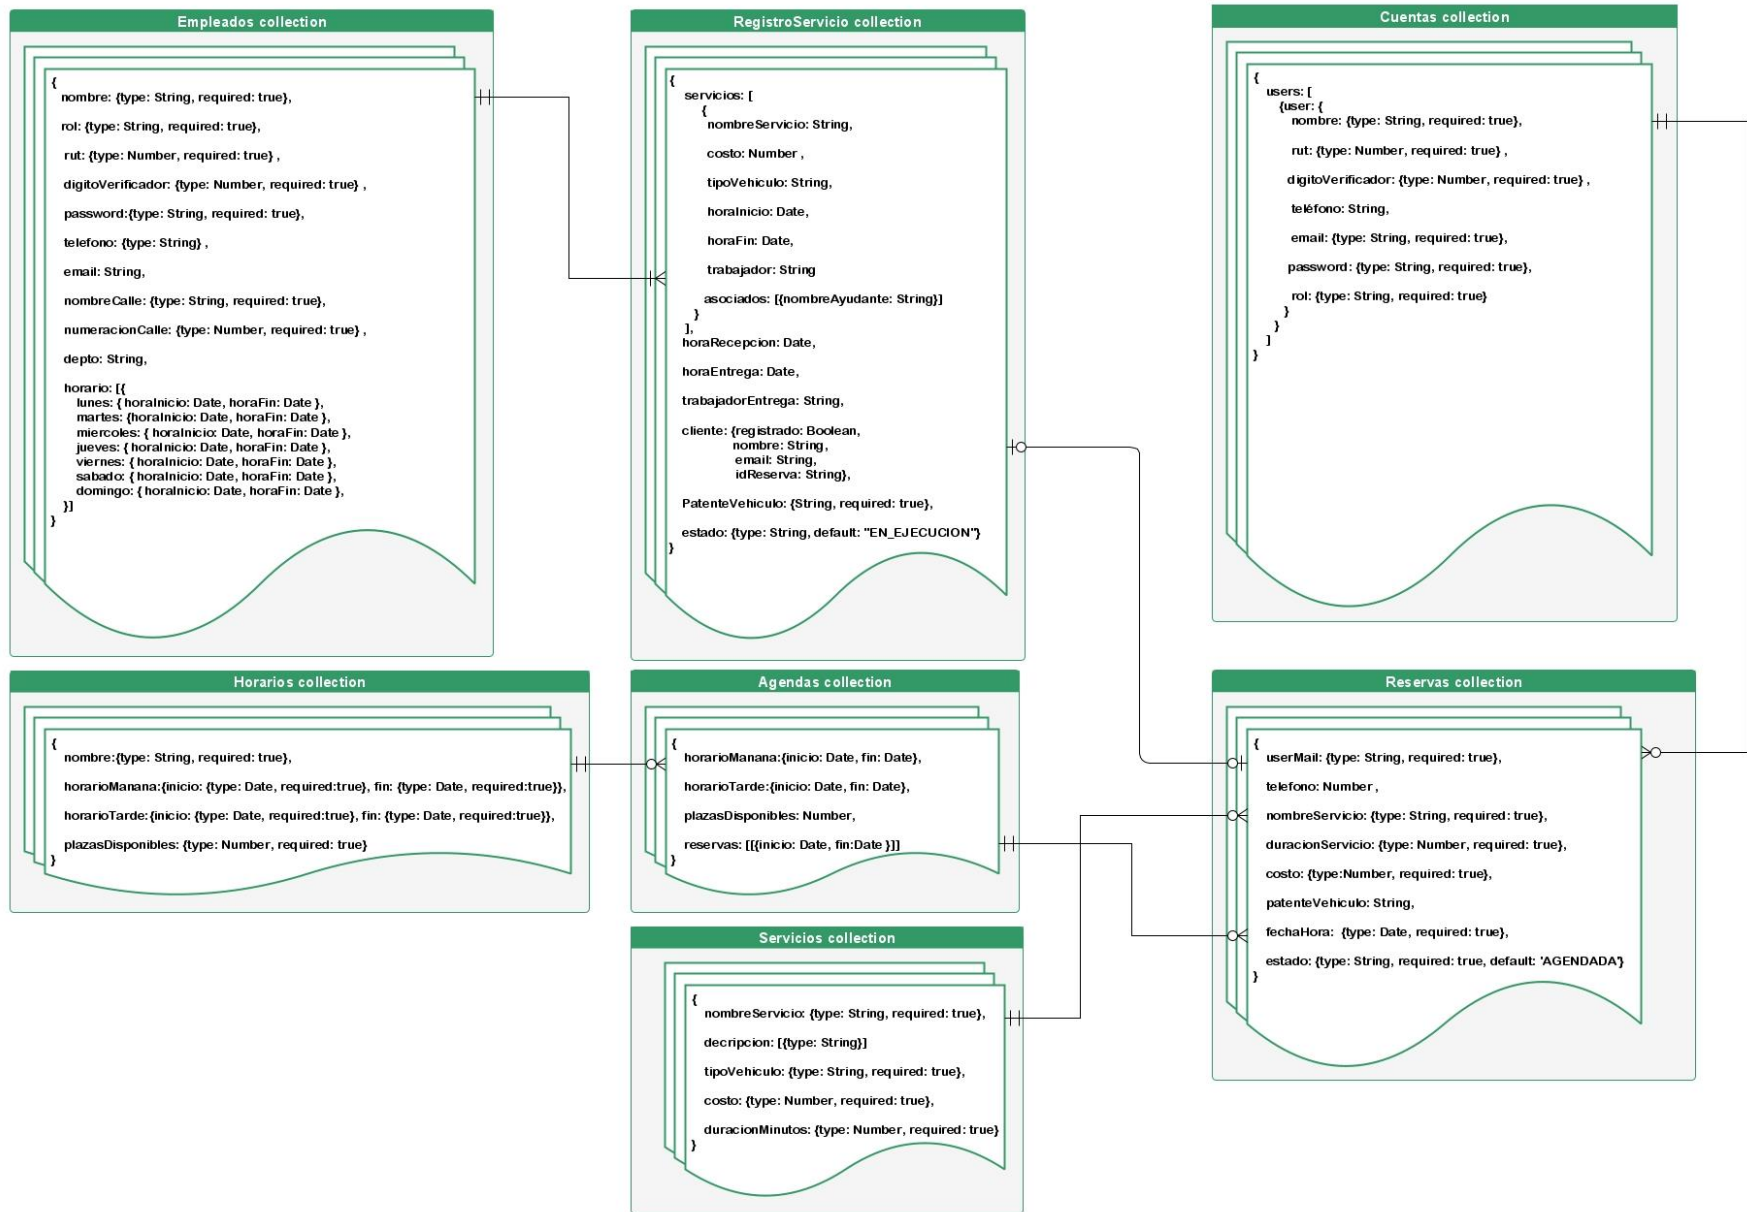 Empleados collection
{
nombre: {type: String, required: true},
rol: {type: String, required: true},
rut: {type: Number, required: true} ,
digitoVerificador: {type: Number, required: true} ,
password:{type: String, required: true},
telefono: {type: String} ,
email: String,
nombreCalle: {type: String, required: true},
numeracionCalle: {type: Number, required: true} ,
depto: String,
horario: [{
lunes: { horaInicio: Date, horaFin: Date },
martes: {horaInicio: Date, horaFin: Date },
miercoles: { horaInicio: Date, horaFin: Date },
jueves: { horaInicio: Date, horaFin: Date },
viernes: { horaInicio: Date, horaFin: Date },
sabado: { horaInicio: Date, horaFin: Date },
domingo: { horaInicio: Date, horaFin: Date },
}]
}
RegistroServicio collection
{
servicios: [
{
nombreServicio: String,
costo: Number ,
tipoVehiculo: String,
horaInicio: Date,
horaFin: Date,
trabajador: String
asociados: [{nombreAyudante: String}]
}
],
horaRecepcion: Date,
horaEntrega: Date,
trabajadorEntrega: String,
cliente: {registrado: Boolean,
nombre: String,
email: String,
idReserva: String},
PatenteVehiculo: {String, required: true},
estado: {type: String, default: "EN_EJECUCION"}
}
Cuentas collection
{
users: [
{user: {
nombre: {type: String, required: true},
rut: {type: Number, required: true} ,
digitoVerificador: {type: Number, required: true} ,
teléfono: String,
email: {type: String, required: true},
password: {type: String, required: true},
rol: {type: String, required: true}
}
}
]
}
Horarios collection
{
nombre:{type: String, required: true},
horarioManana:{inicio: {type: Date, required:true}, fin: {type: Date, required:true}},
horarioTarde:{inicio: {type: Date, required:true}, fin: {type: Date, required:true}},
plazasDisponibles: {type: Number, required: true}
}
Agendas collection
{
horarioManana:{inicio: Date, fin: Date},
horarioTarde:{inicio: Date, fin: Date},
plazasDisponibles: Number,
reservas: [[{inicio: Date, fin:Date }]]
}
Reservas collection
{
userMail: {type: String, required: true},
telefono: Number ,
nombreServicio: {type: String, required: true},
duracionServicio: {type: Number, required: true},
costo: {type:Number, required: true},
patenteVehiculo: String,
fechaHora: {type: Date, required: true},
estado: {type: String, required: true, default: 'AGENDADA'}
}
Servicios collection
{
nombreServicio: {type: String, required: true},
decripcion: [{type: String}]
tipoVehiculo: {type: String, required: true},
costo: {type: Number, required: true},
duracionMinutos: {type: Number, required: true}
}